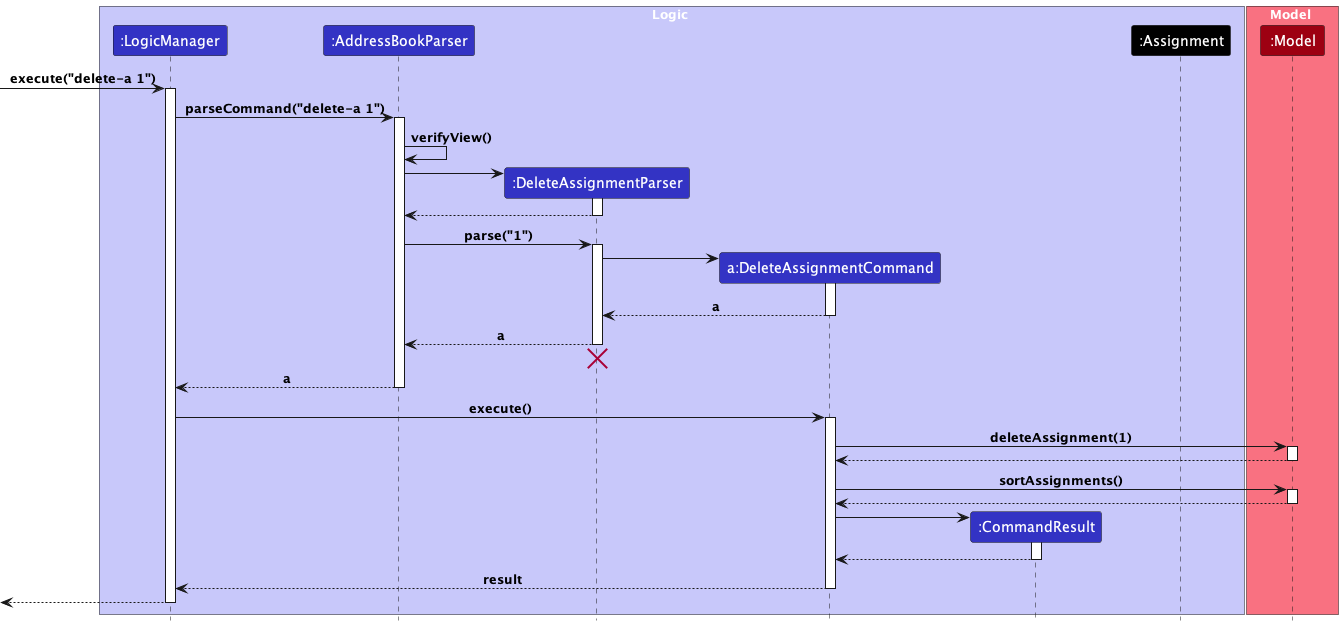 Logic
Model
:LogicManager
:AddressBookParser
:Assignment
:Model
execute("delete-a 1")
parseCommand("delete-a 1")
verifyView()
:DeleteAssignmentParser
parse("1")
a:DeleteAssignmentCommand
a
a
a
execute()
deleteAssignment(1)
sortAssignments()
:CommandResult
result